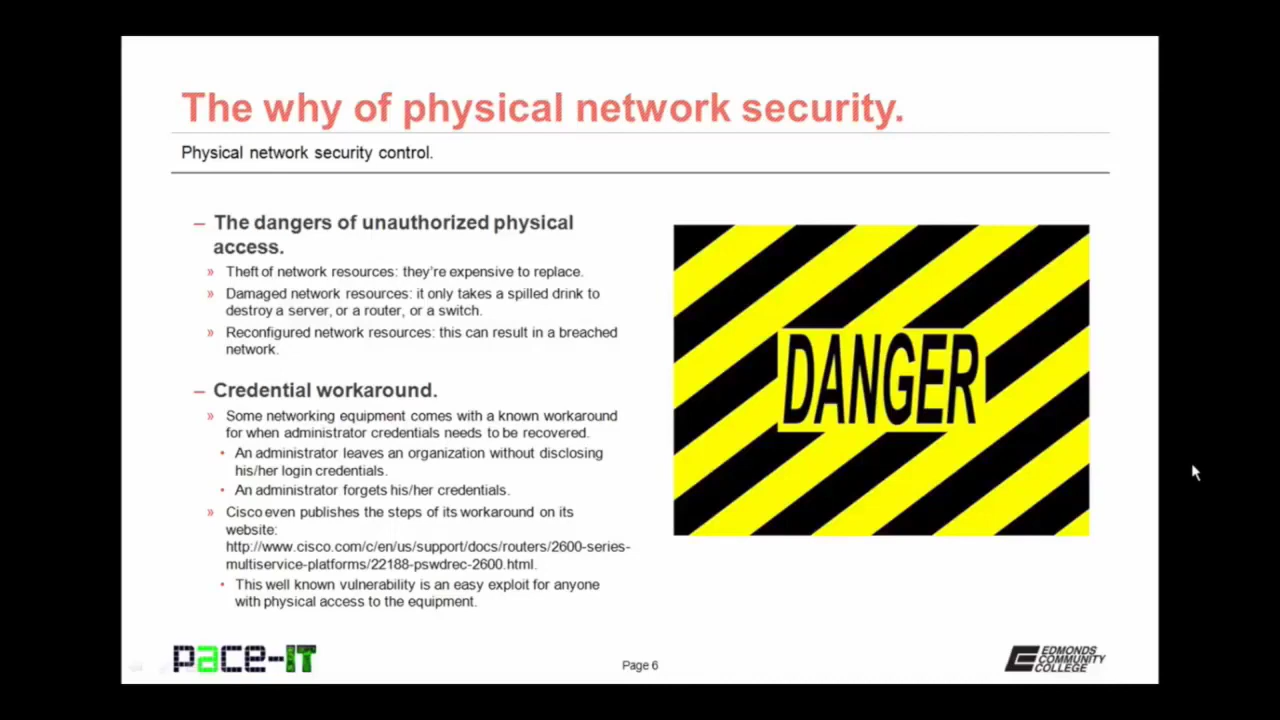 The why of physical network security.
Physical network security control.
– The dangers of unauthorized physical
access.
» Theft of network resources: they're expensive to replace.
» Damaged network resources: it only takes a spilled drink to
destroy a server, or a router, or a switch.
» Reconfigured network resources: this can result in a breached
network.
– Credential workaround.
» Some networking equipment comes with a known workaround
for when administrator credentials needs to be recovered.
• An administrator leaves an organization without disclosing
his/her login credentials.
• An administrator forgets his/her credentials.
» Cisco even publishes the steps of its workaround on its
website:
http://www.cisco.com/c/en/us/support/docs/routers/2600-series-
multiservice-platforms/22188-pswdrec-2600.html.
• This well known vulnerability is an easy exploit for anyone
with physical access to the equipment.
DANGER
pace-IT
Page 6
EDMONDS
COMMUNITY
COLLEGE